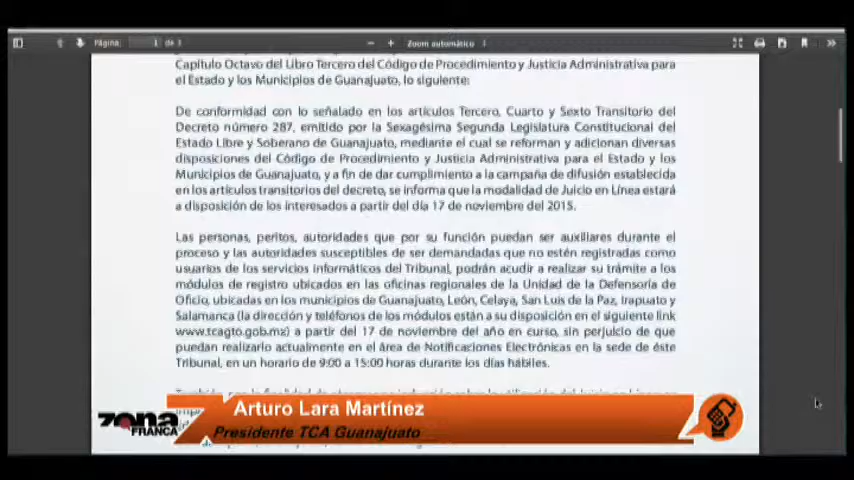 Página: 1 de 3
Zoom automático
Capítulo Octavo del Libro Tercero del Código de Procedimiento y Justicia Administrativa para
el Estado y los Municipios de Guanajuato, lo siguiente:
De conformidad con lo señalado en los artículos Tercero, Cuarto y Sexto Transitorio del
Decreto número 287, emitido por la Sexagésima Segunda Legislatura Constitucional del
Estado Libre y Soberano de Guanajuato, mediante el cual se reforman y adicionan diversas
disposiciones del Código de Procedimiento y Justicia Administrativa para el Estado y los
Municipios de Guanajuato, y a fin de dar cumplimiento a la campaña de difusión establecida
en los artículos transitorios del decreto, se informa que la modalidad de Juicio en Línea estará
a disposición de los interesados a partir del día 17 de noviembre del 2015.
Las personas, peritos, autoridades que por su función puedan ser auxiliares durante el
proceso y las autoridades susceptibles de ser demandadas que no estén registradas como
usuarios de los servicios informáticos del Tribunal, podrán acudir a realizar su trámite a los
módulos de registro ubicados en las oficinas regionales de la Unidad de la Defensoría de
Oficio, ubicadas en los municipios de Guanajuato, León, Celaya, San Luis de la Paz, Irapuato y
Salamanca (la dirección y teléfonos de los módulos están a su disposición en el siguiente link
www.tcagto.gob.mx) a partir del 17 de noviembre del año en curso, sin perjuicio de que
puedan realizarlo actualmente en el área de Notificaciones Electrónicas en la sede de éste
Tribunal, en un horario de 9:00 a 15:00 horas durante los días hábiles.
Arturo Lara Martínez
Presidente TCA Guanajuato
ZONA
FRANCA